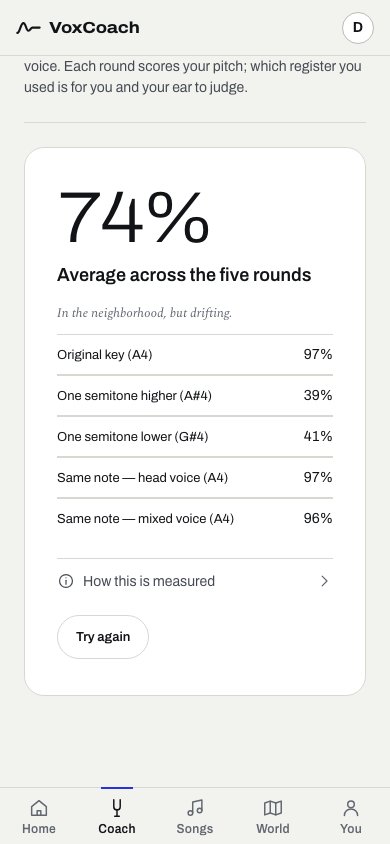 VoxCoach
D
voice. Each round scores your pitch; which register you
used is for you and your ear to judge.
74%
Average across the five rounds
In the neighborhood, but drifting.
Original key (A4) 97%
One semitone higher (A#4) 39%
One semitone lower (G#4) 41%
Same note — head voice (A4) 97%
Same note — mixed voice (A4) 96%
How this is measured
Try again
Home Coach Songs World You